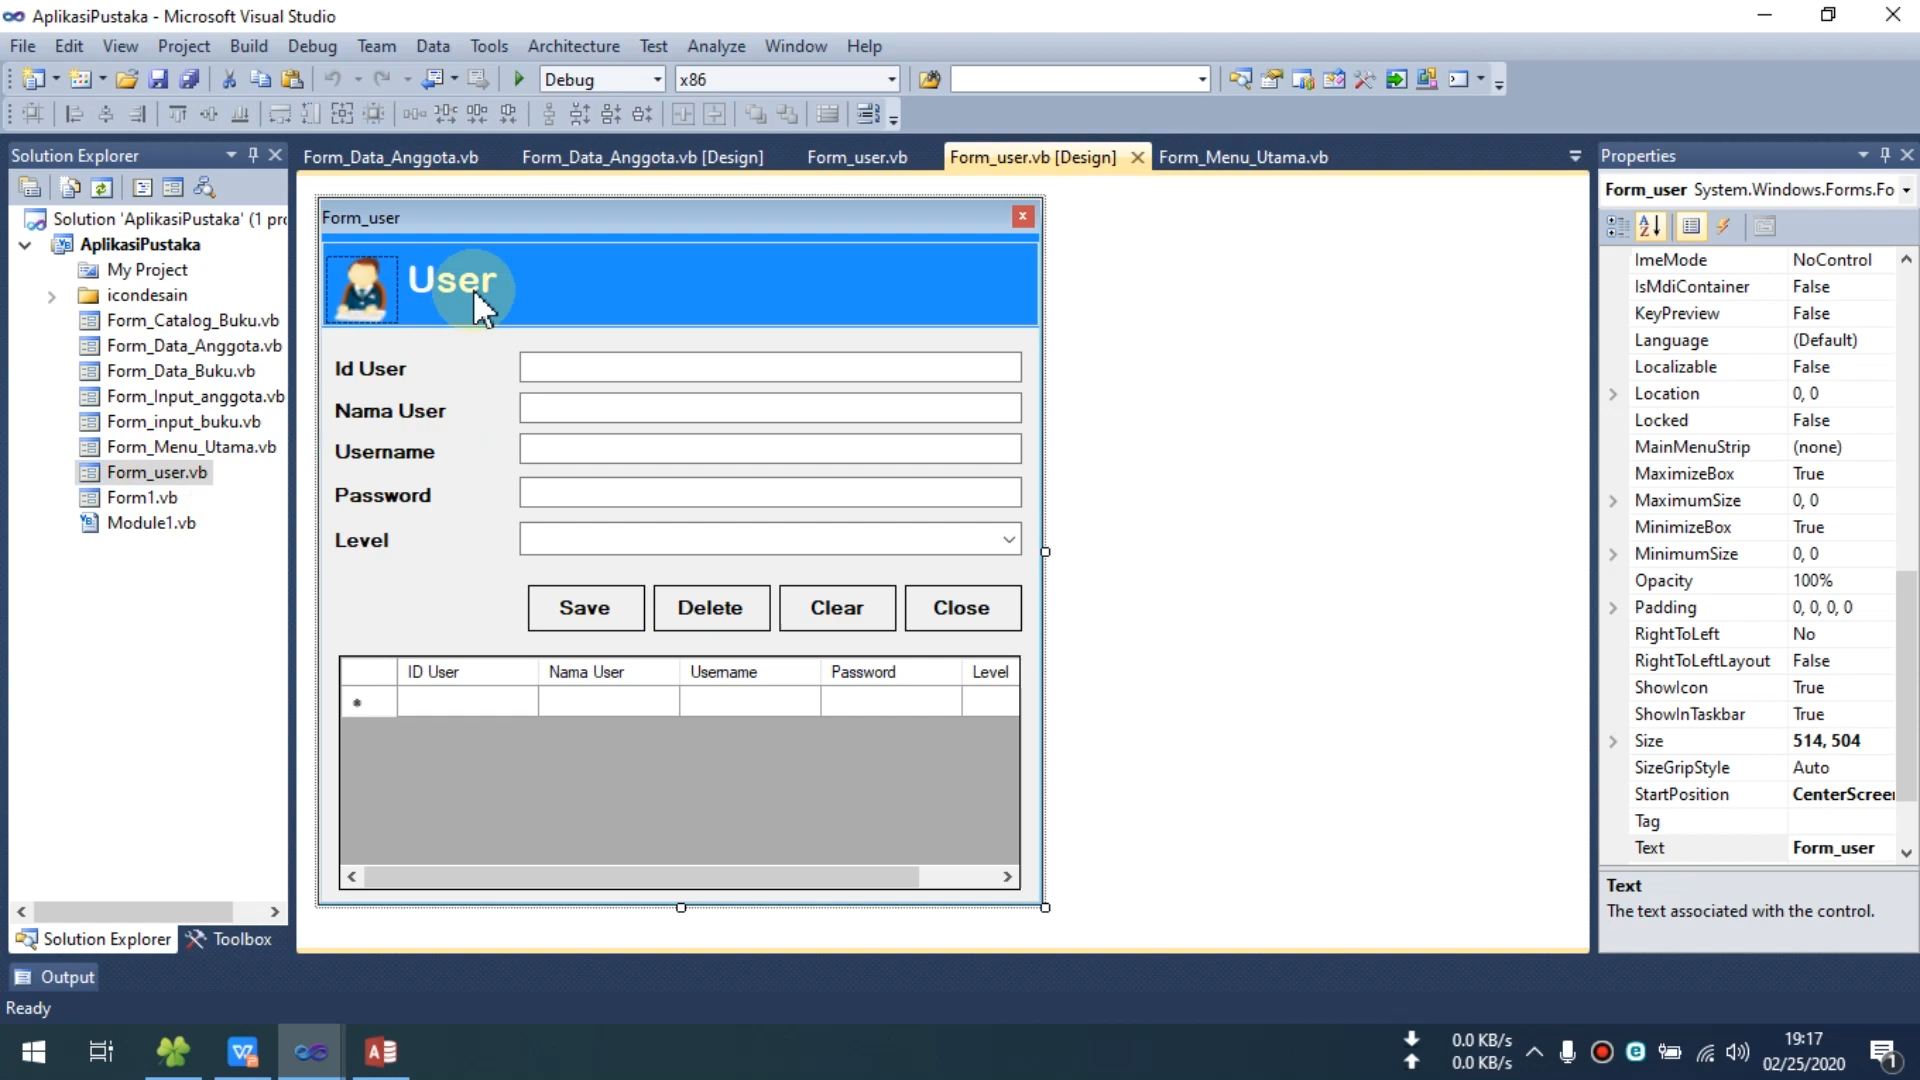 AplikasiPustaka - Microsoft Visual Studio
File Edit View Project Build Debug Team Data Tools Architecture Test Analyze Window Help
Debug x86
Solution Explorer
Form_Data_Anggota.vb Form_Data_Anggota.vb [Design] Form_user.vb Form_user.vb [Design] Form_Menu_Utama.vb
Properties
Solution 'AplikasiPustaka' (1 pro
AplikasiPustaka
My Project
icondesain
Form_Catalog_Buku.vb
Form_Data_Anggota.vb
Form_Data_Buku.vb
Form_Input_anggota.vb
Form_input_buku.vb
Form_Menu_Utama.vb
Form_user.vb
Form1.vb
Module1.vb
Solution Explorer Toolbox
Form_user
User
Id User
Nama User
Username
Password
Level
Save Delete Clear Close
ID User Nama User Username Password Level
Form_user System.Windows.Forms.Fo
ImeMode NoControl
IsMdiContainer False
KeyPreview False
Language (Default)
Localizable False
Location 0, 0
Locked False
MainMenuStrip (none)
MaximizeBox True
MaximumSize 0, 0
MinimizeBox True
MinimumSize 0, 0
Opacity 100%
Padding 0, 0, 0, 0
RightToLeft No
RightToLeftLayout False
ShowIcon True
ShowInTaskbar True
Size 514, 504
SizeGripStyle Auto
StartPosition CenterScreen
Tag
Text Form_user
Text
The text associated with the control.
Output
Ready
0.0 KB/s
0.0 KB/s
19:17
02/25/2020
1